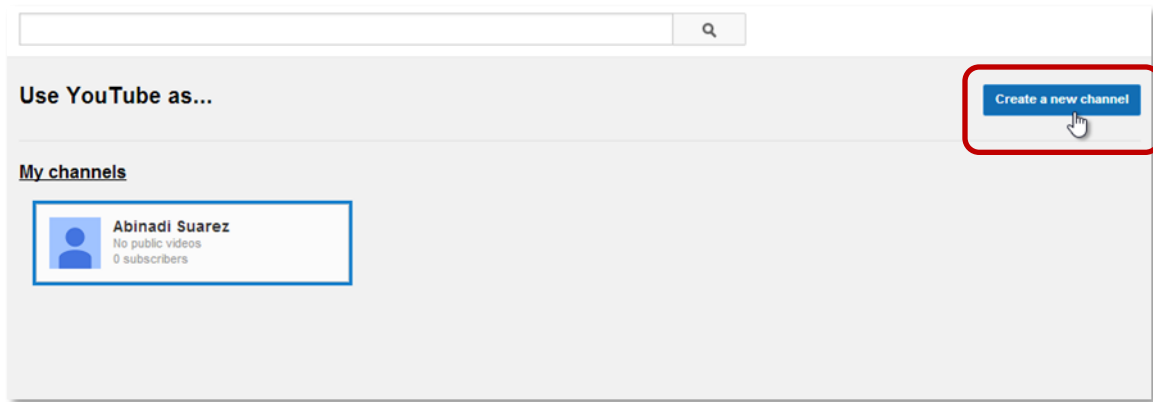 Use YouTube as...
Create a new channel
My channels
Abinadi Suarez
No public videos
0 subscribers